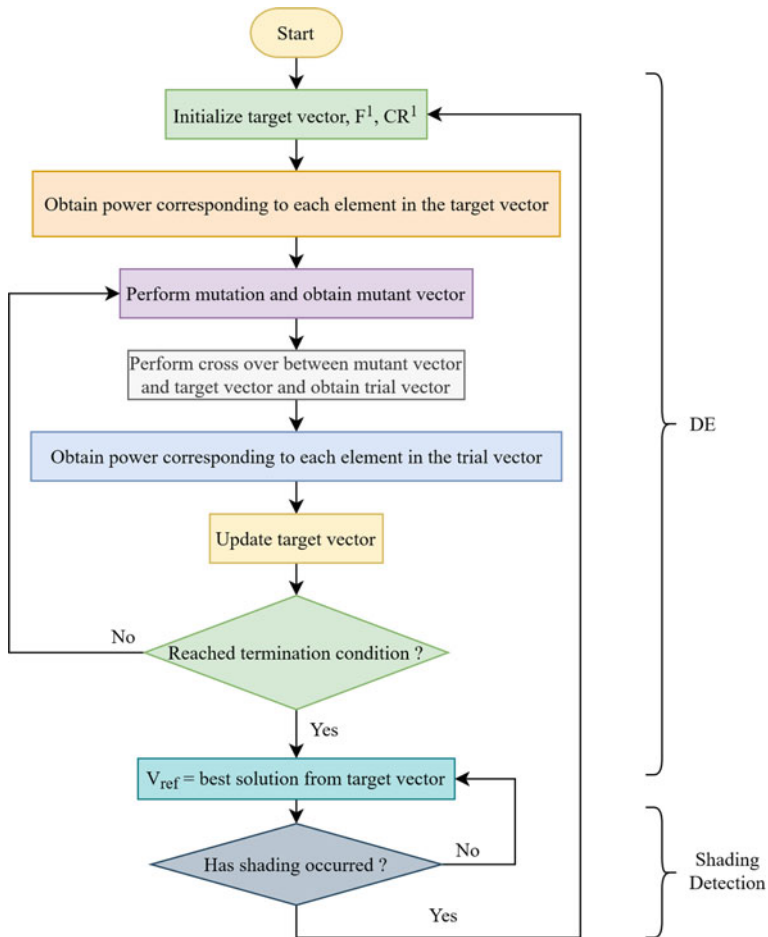 Start
Initialize target vector, F¹, CR¹
Obtain power corresponding to each element in the target vector
Perform mutation and obtain mutant vector
Perform cross over between mutant vector
and target vector and obtain trial vector
Obtain power corresponding to each element in the trial vector
Update target vector
No
Reached termination condition ?
Yes
V_ref = best solution from target vector
No
Has shading occurred ?
Yes
DE
Shading
Detection